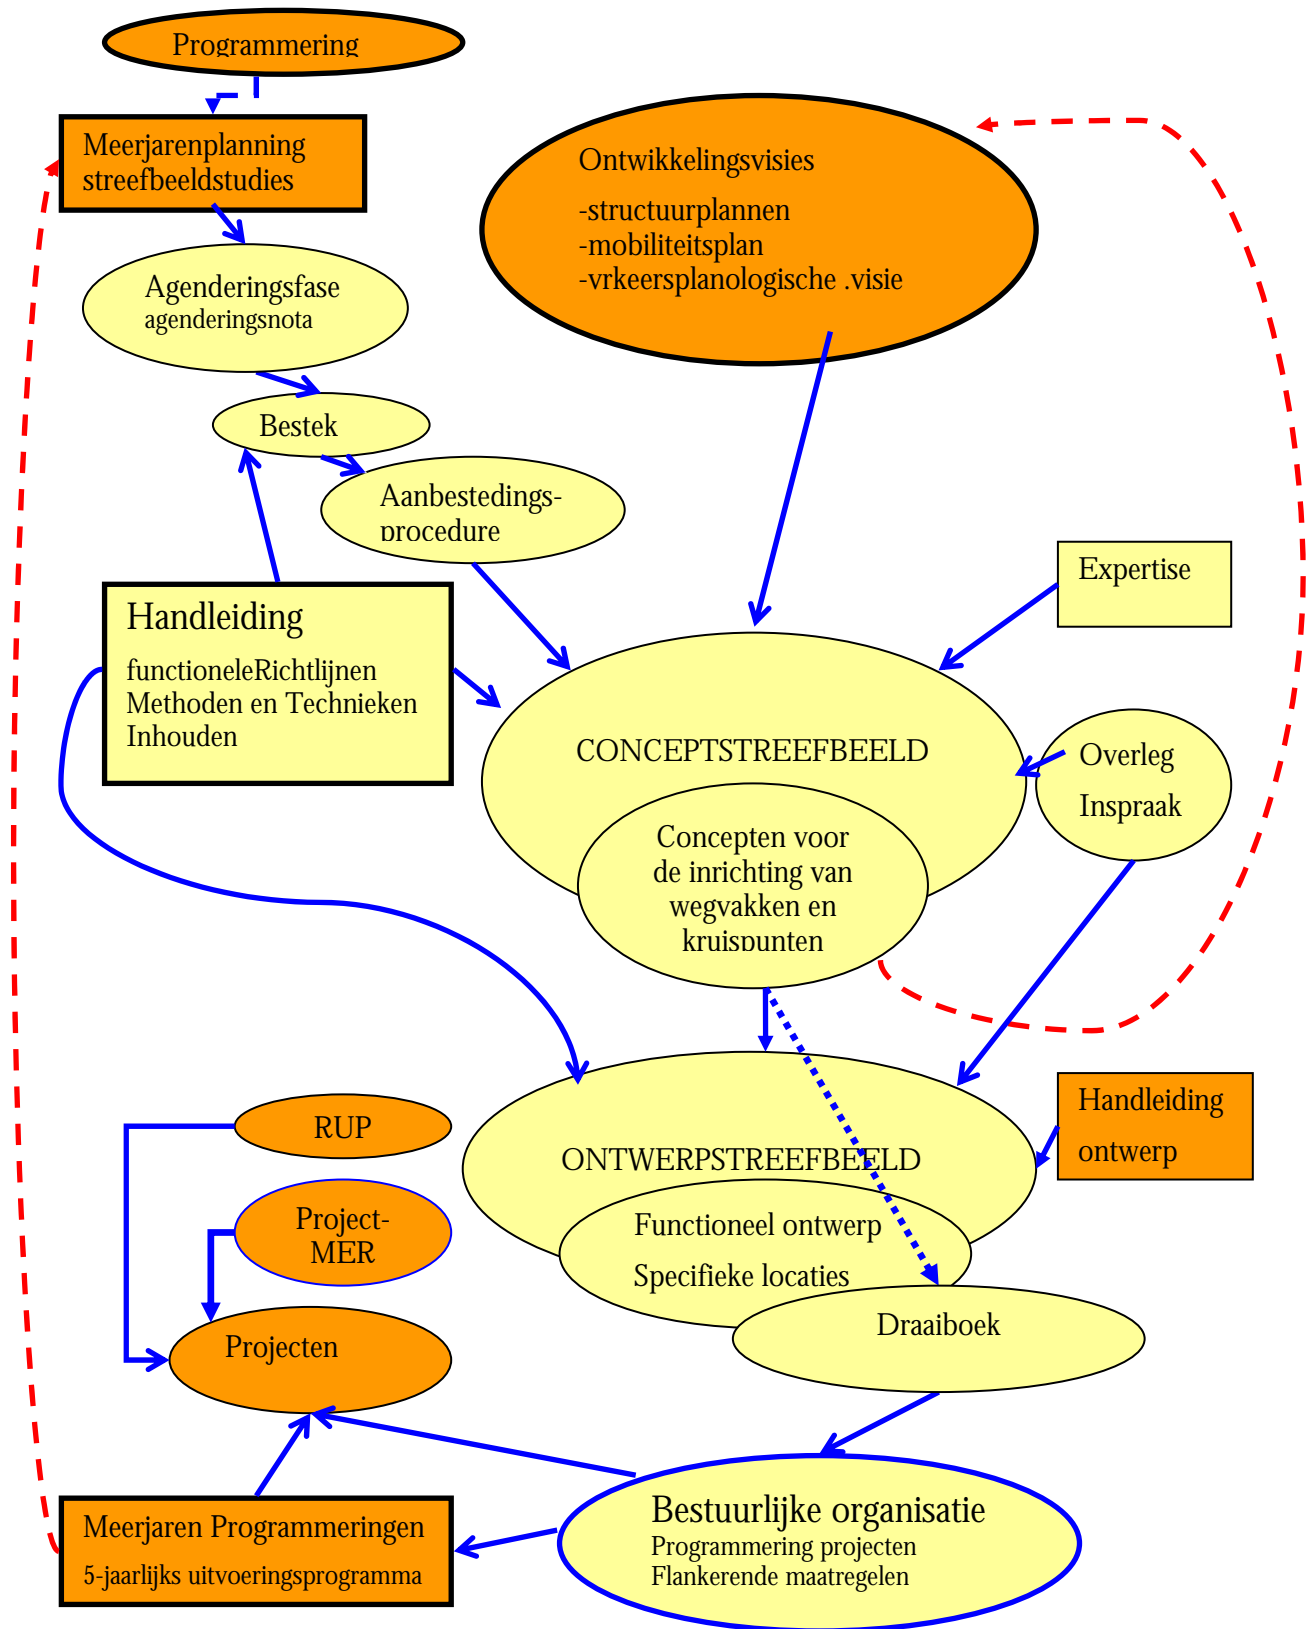 Programmering
Meerjarenplanning
streefbeeldstudies
Ontwikkelingsvisies
-structuurplannen
-mobiliteitsplan
-vrkeersplanologische .visie
Agenderingsfase
agenderingsnota
Bestek
Aanbestedings-
procedure
Expertise
Handleiding
functioneleRichtlijnen
Methoden en Technieken
Inhouden
CONCEPTSTREEFBEELD
Overleg
Inspraak
Concepten voor
de inrichting van
wegvakken en
kruispunten
Handleiding
ontwerp
RUP
ONTWERPSTREEFBEELD
Project-
MER
Functioneel ontwerp
Specifieke locaties
Draaiboek
Projecten
Bestuurlijke organisatie
Programmering projecten
Flankerende maatregelen
Meerjaren Programmeringen
5-jaarlijks uitvoeringsprogramma